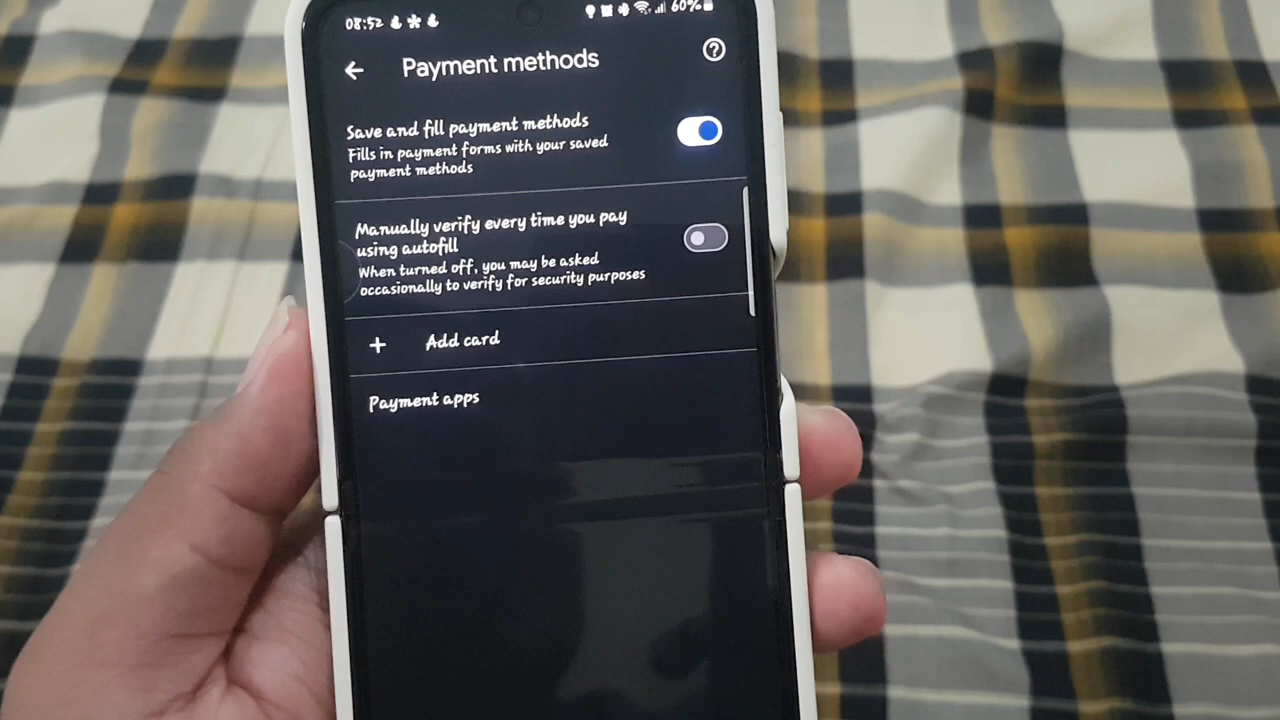 08:52 60%
Payment methods
Save and fill payment methods
Fills in payment forms with your saved
payment methods
Manually verify every time you pay
using autofill
When turned off, you may be asked
occasionally to verify for security purposes
+ Add card
Payment apps